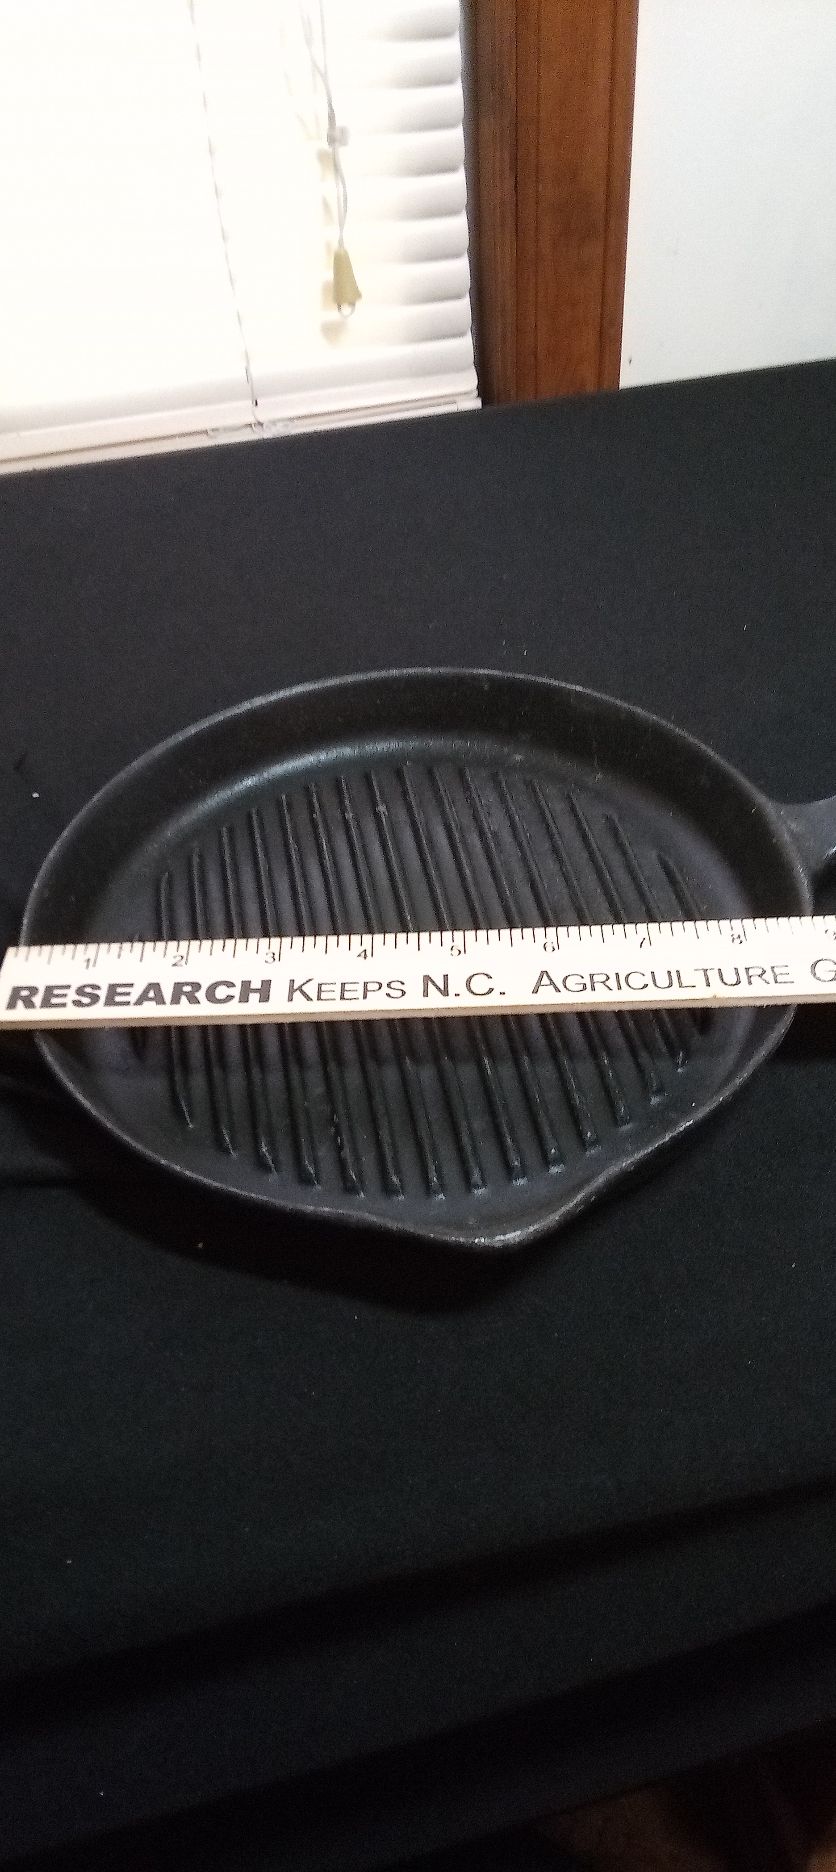 1 2 3 4 5 6 7 8
RESEARCH KEEPS N.C. AGRICULTURE G